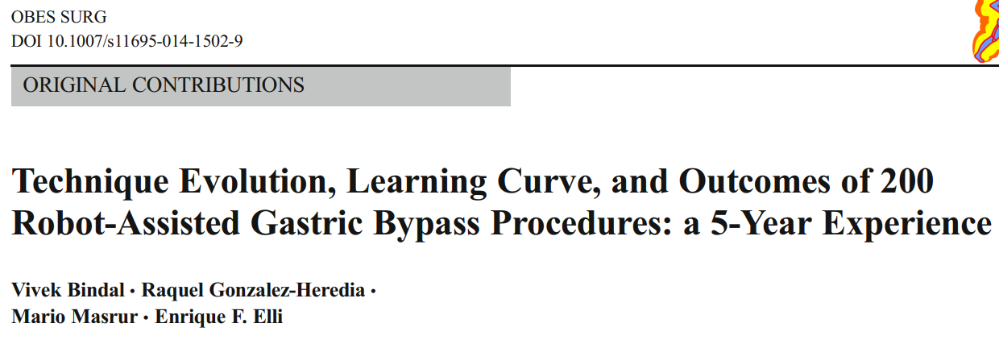 OBES SURG
DOI 10.1007/s11695-014-1502-9
ORIGINAL CONTRIBUTIONS
Technique Evolution, Learning Curve, and Outcomes of 200
Robot-Assisted Gastric Bypass Procedures: a 5-Year Experience
Vivek Bindal · Raquel Gonzalez-Heredia ·
Mario Masrur · Enrique F. Elli